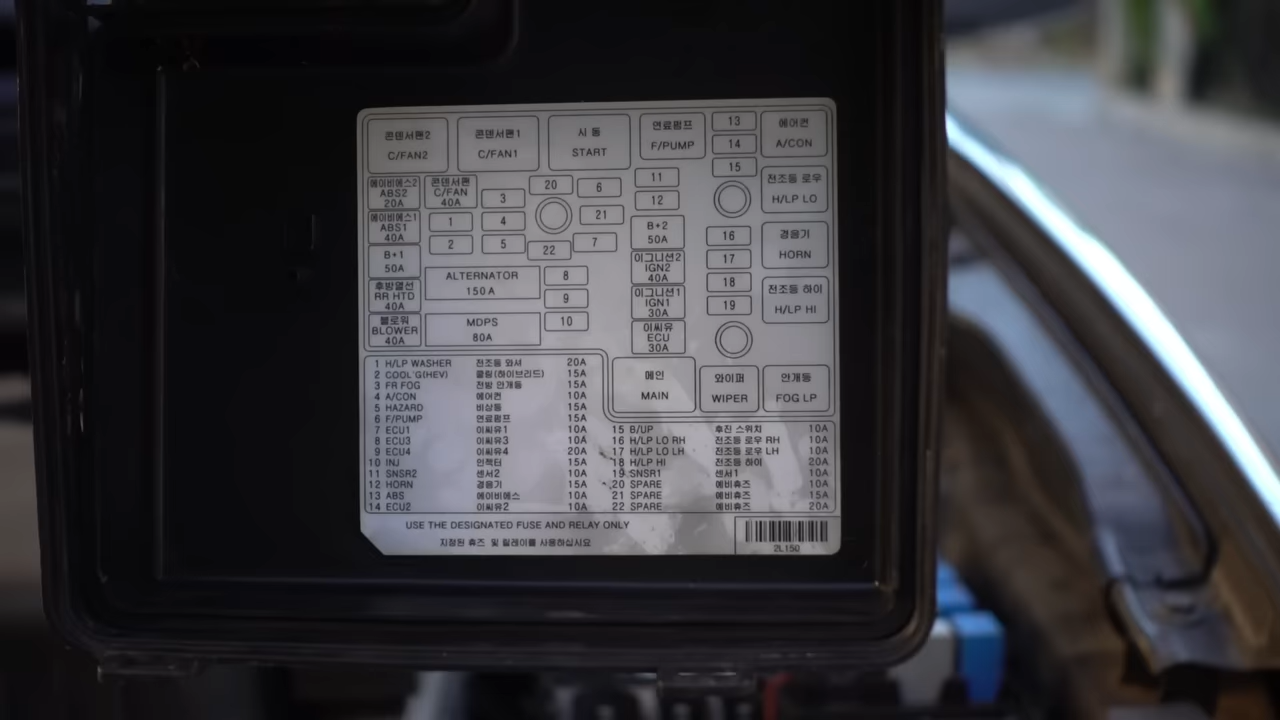 콘덴서팬2
C/FAN2
콘덴서팬1
C/FAN1
시 동
START
연료펌프
F/PUMP
13
14
15
에어컨
A/CON
에이비에스2
ABS2
20A
콘덴서팬
C/FAN
40A
3
20
6
11
12
전조등 로우
H/LP LO
에이비에스1
ABS1
40A
1
2
4
5
21
22
7
B+2
50A
16
17
18
19
경음기
HORN
B+1
50A
ALTERNATOR
150A
8
9
10
이그니션2
IGN2
40A
후방열선
RR HTD
40A
이그니션1
IGN1
30A
전조등 하이
H/LP HI
블로워
BLOWER
40A
MDPS
80A
이씨유
ECU
30A
메인
MAIN
와이퍼
WIPER
안개등
FOG LP
1 H/LP WASHER 전조등 와셔 20A
2 COOL'G(HEV) 쿨링(하이브리드) 15A
3 FR FOG 전방 안개등 15A
4 A/CON 에어컨 10A
5 HAZARD 비상등 15A
6 F/PUMP 연료펌프 15A
7 ECU1 이씨유1 10A
8 ECU3 이씨유3 10A
9 ECU4 이씨유4 20A
10 INJ 인젝터 15A
11 SNSR2 센서2 10A
12 HORN 경음기 15A
13 ABS 에이비에스 10A
14 ECU2 이씨유2 10A
15 B/UP 후진 스위치 10A
16 H/LP LO RH 전조등 로우 RH 10A
17 H/LP LO LH 전조등 로우 LH 10A
18 H/LP HI 전조등 하이 20A
19 SNSR1 센서1 10A
20 SPARE 예비휴즈 10A
21 SPARE 예비휴즈 15A
22 SPARE 예비휴즈 20A
USE THE DESIGNATED FUSE AND RELAY ONLY
지정된 휴즈 및 릴레이를 사용하십시요
2L150